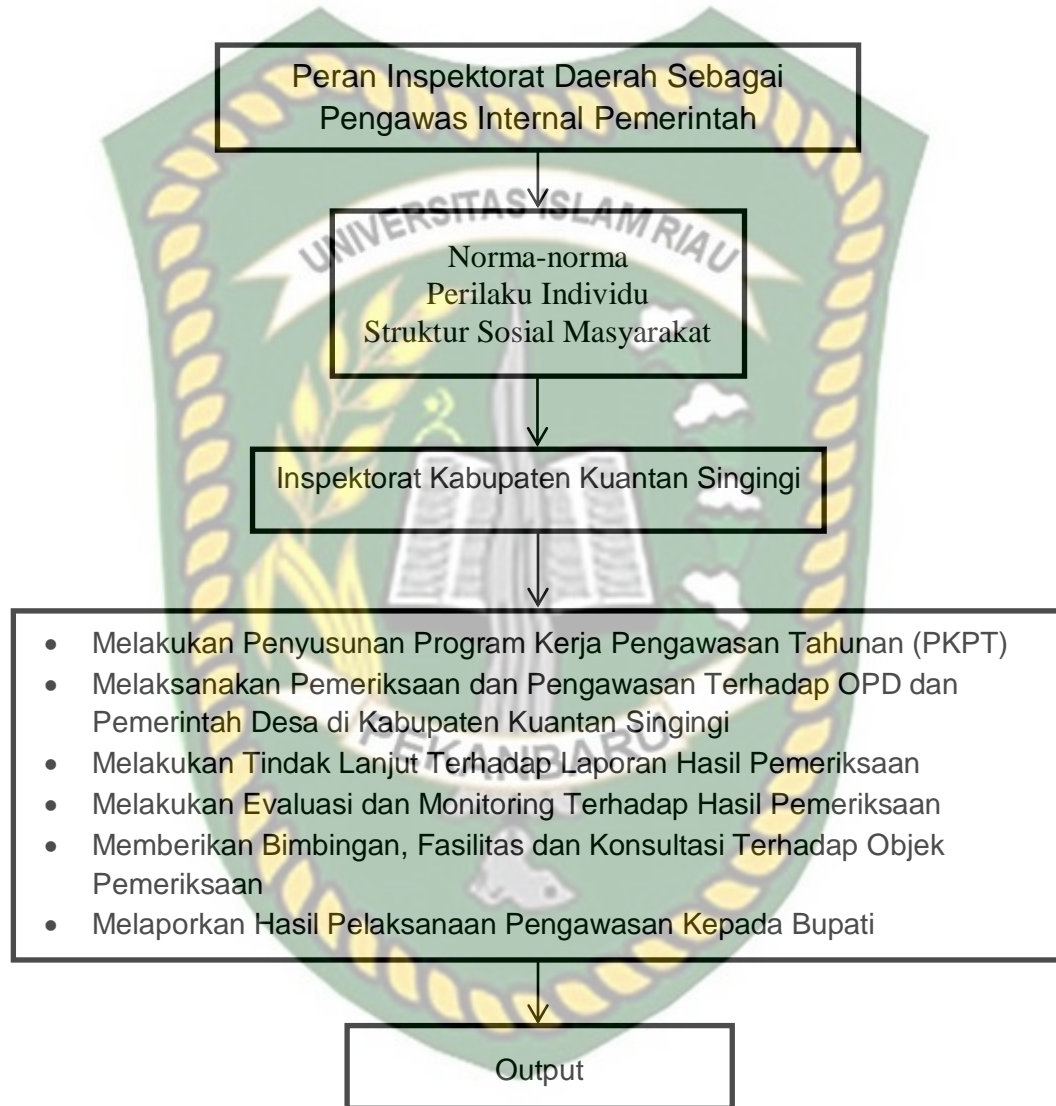 Peran Inspektorat Daerah Sebagai
Pengawas Internal Pemerintah
UNIVERSITAS ISLAM RIAU
Norma-norma
Perilaku Individu
Struktur Sosial Masyarakat
Inspektorat Kabupaten Kuantan Singingi
• Melakukan Penyusunan Program Kerja Pengawasan Tahunan (PKPT)
• Melaksanakan Pemeriksaan dan Pengawasan Terhadap OPD dan
Pemerintah Desa di Kabupaten Kuantan Singingi
• Melakukan Tindak Lanjut Terhadap Laporan Hasil Pemeriksaan
• Melakukan Evaluasi dan Monitoring Terhadap Hasil Pemeriksaan
• Memberikan Bimbingan, Fasilitas dan Konsultasi Terhadap Objek
Pemeriksaan
• Melaporkan Hasil Pelaksanaan Pengawasan Kepada Bupati
PEKANBARU
Output